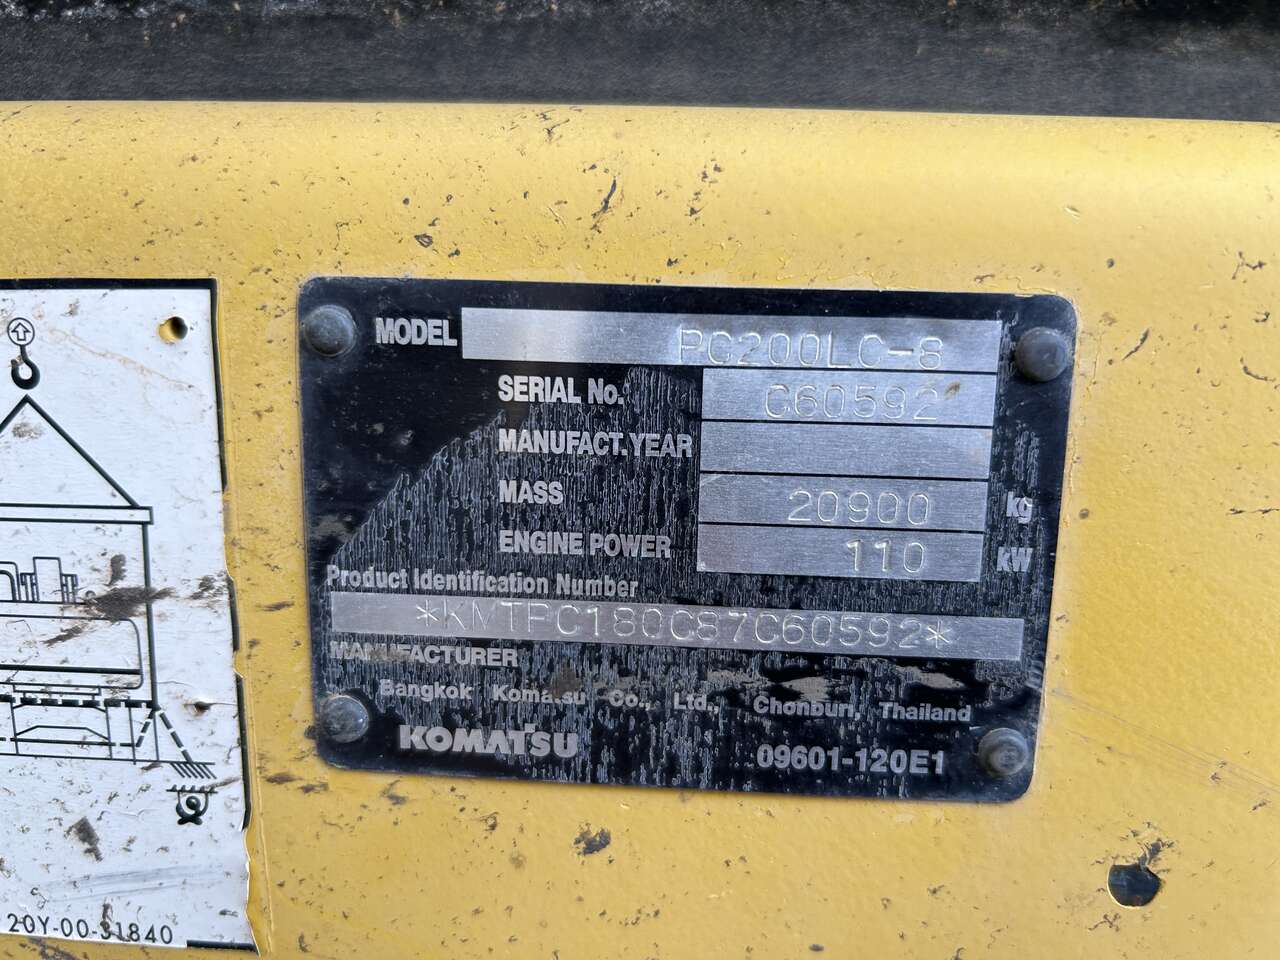 MODEL PC200LC-8
SERIAL No. C60592
MANUFACT.YEAR
MASS 20900 kg
ENGINE POWER 110 kW
Product Identification Number
*KMTPC180C87C60592*
MANUFACTURER
Bangkok Komatsu Co., Ltd., Chonburi, Thailand
KOMATSU 09601-120E1
20Y-00-31840